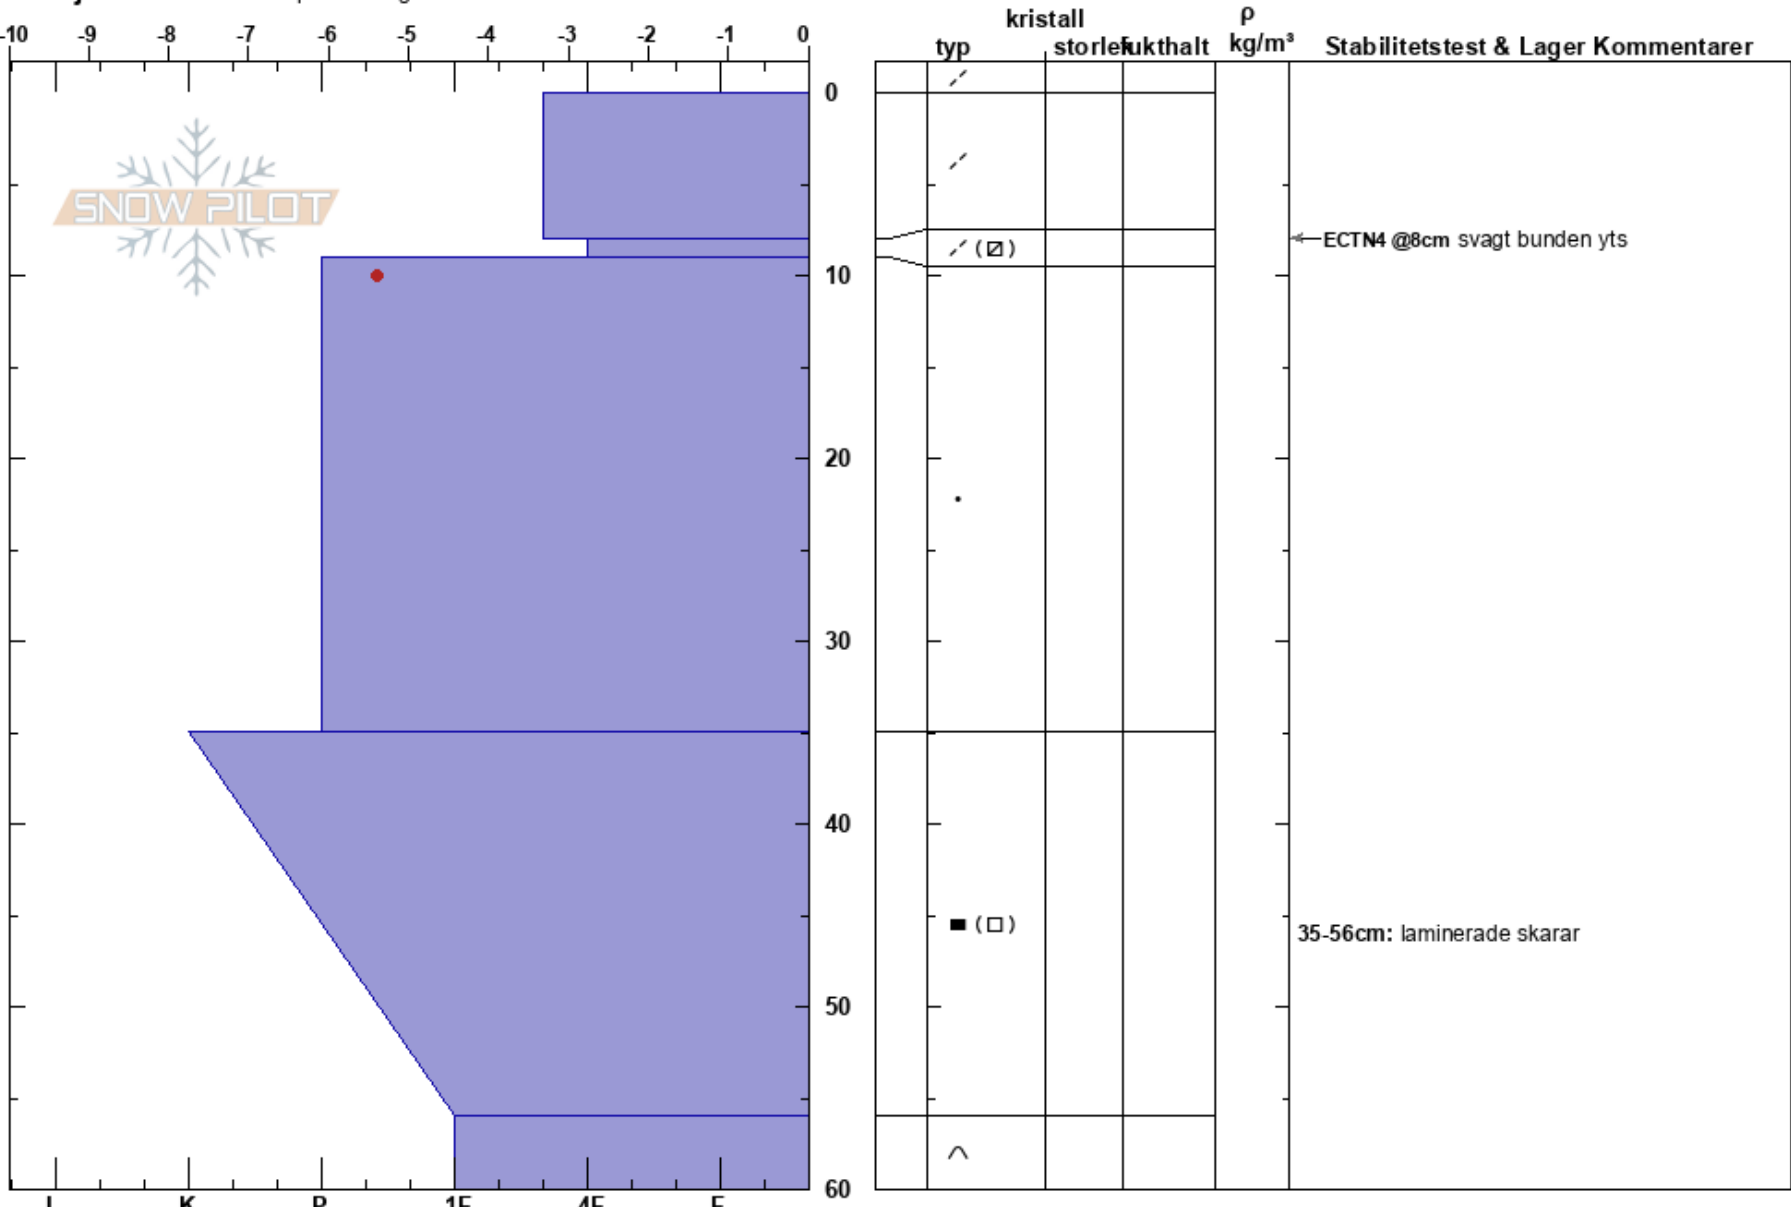 -10 -9 -8 -7 -6 -5 -4 -3 -2 -1 0
kristall ρ
typ storlek fukthalt kg/m³ Stabilitetstest & Lager Kommentarer
0
SNOW PILOT
ECTN4 @8cm svagt bunden yts
10
20
30
40
35-56cm: laminerade skarar
50
60
I K P 1F 4F F